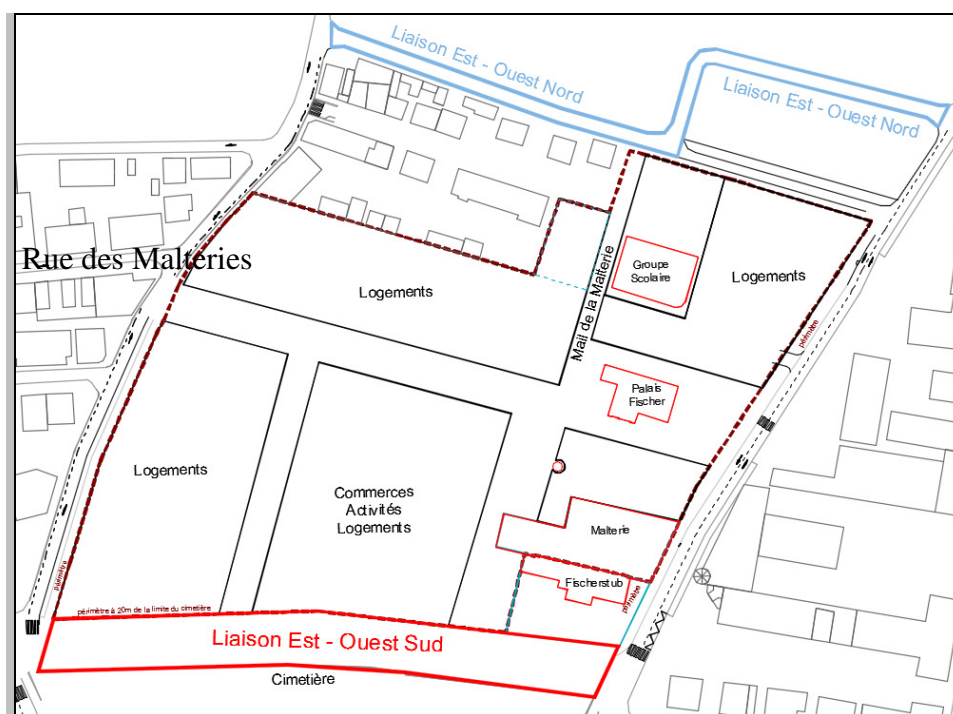 Liaison Est - Ouest Nord
Liaison Est - Ouest Nord
Rue des Malteries
Groupe
Scolaire
Logements
Logements
Mail de la Malterie
périmètre
Palais
Fischer
Logements
Commerces
Activités
Logements
Malterie
Fischerstub
périmètre
périmètre
périmètre à 20m de la limite du cimetière
Liaison Est - Ouest Sud
Cimetière